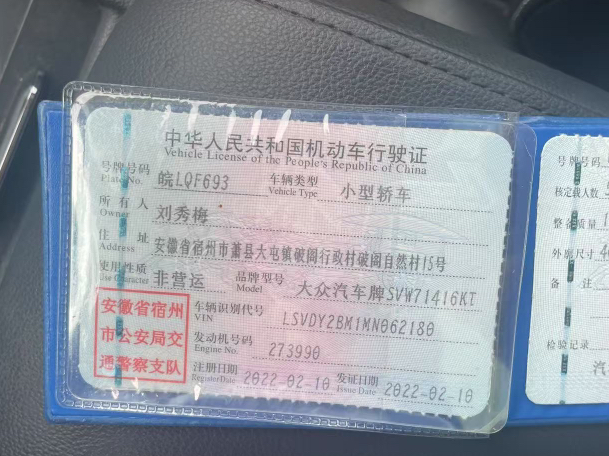 中华人民共和国机动车行驶证
Vehicle License of the People's Republic of China
号牌号码 皖LQF693 车辆类型 小型轿车
Plate No. Vehicle Type
所有人 刘秀梅
Owner
住址 安徽省宿州市萧县大屯镇破阁行政村破阁自然村15号
Address
使用性质 非营运 品牌型号 大众汽车牌SVW71416KT
Use Character Model
安徽省宿州
市公安局交
通警察支队
车辆识别代号 LSVDY2BM1MN062180
VIN
发动机号码 273990
Engine No.
注册日期 2022-02-10 发证日期 2022-02-10
Register Date Issue Date
号牌号码
核定载人数
整备质量
外廓尺寸
备注
检验记录